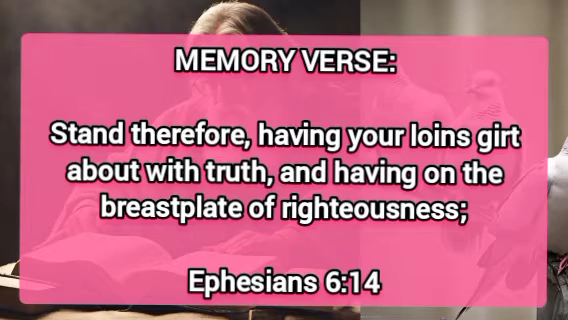 MEMORY VERSE:
Stand therefore, having your loins girt
about with truth, and having on the
breastplate of righteousness;
Ephesians 6:14